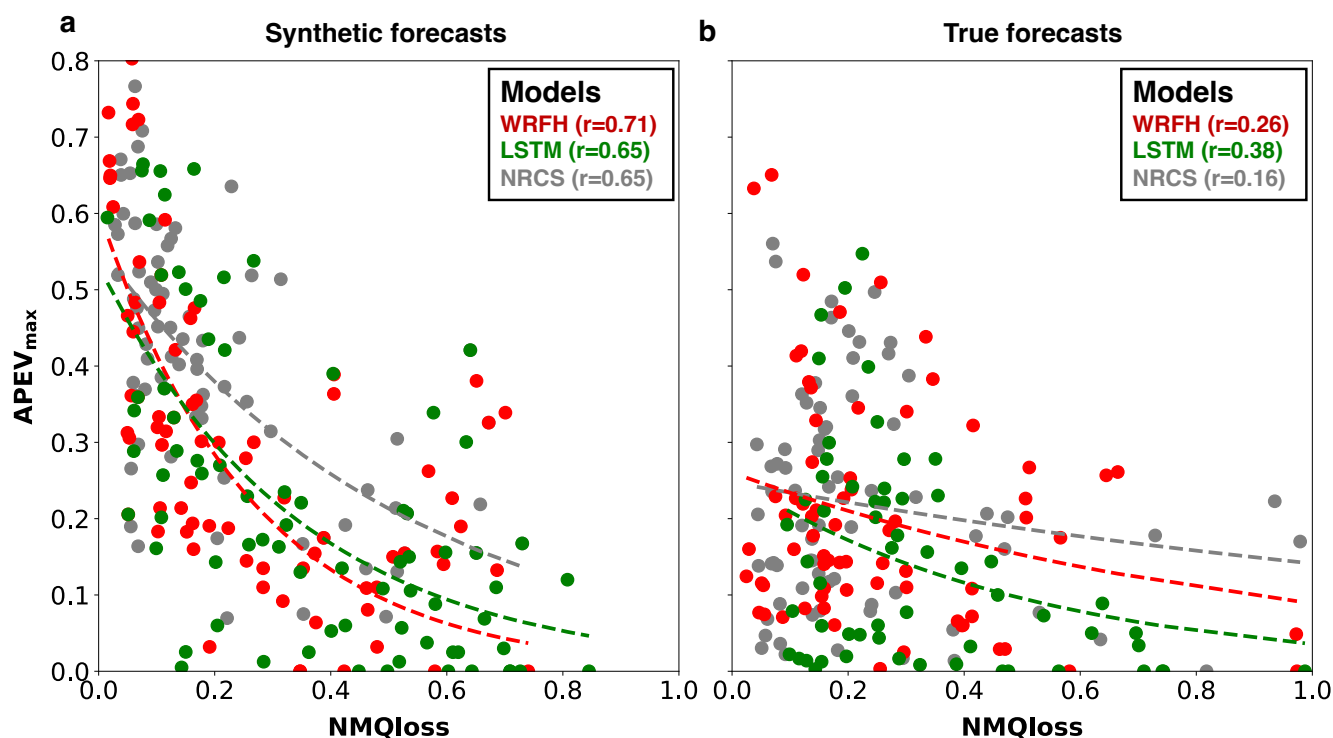 a
Synthetic forecasts
b
True forecasts
0.8
0.7
0.6
0.5
0.4
0.3
0.2
0.1
0.0
APEVmax
Models
WRFH (r=0.71)
LSTM (r=0.65)
NRCS (r=0.65)
Models
WRFH (r=0.26)
LSTM (r=0.38)
NRCS (r=0.16)
0.0 0.2 0.4 0.6 0.8 1.0
0.0 0.2 0.4 0.6 0.8 1.0
NMQloss
NMQloss